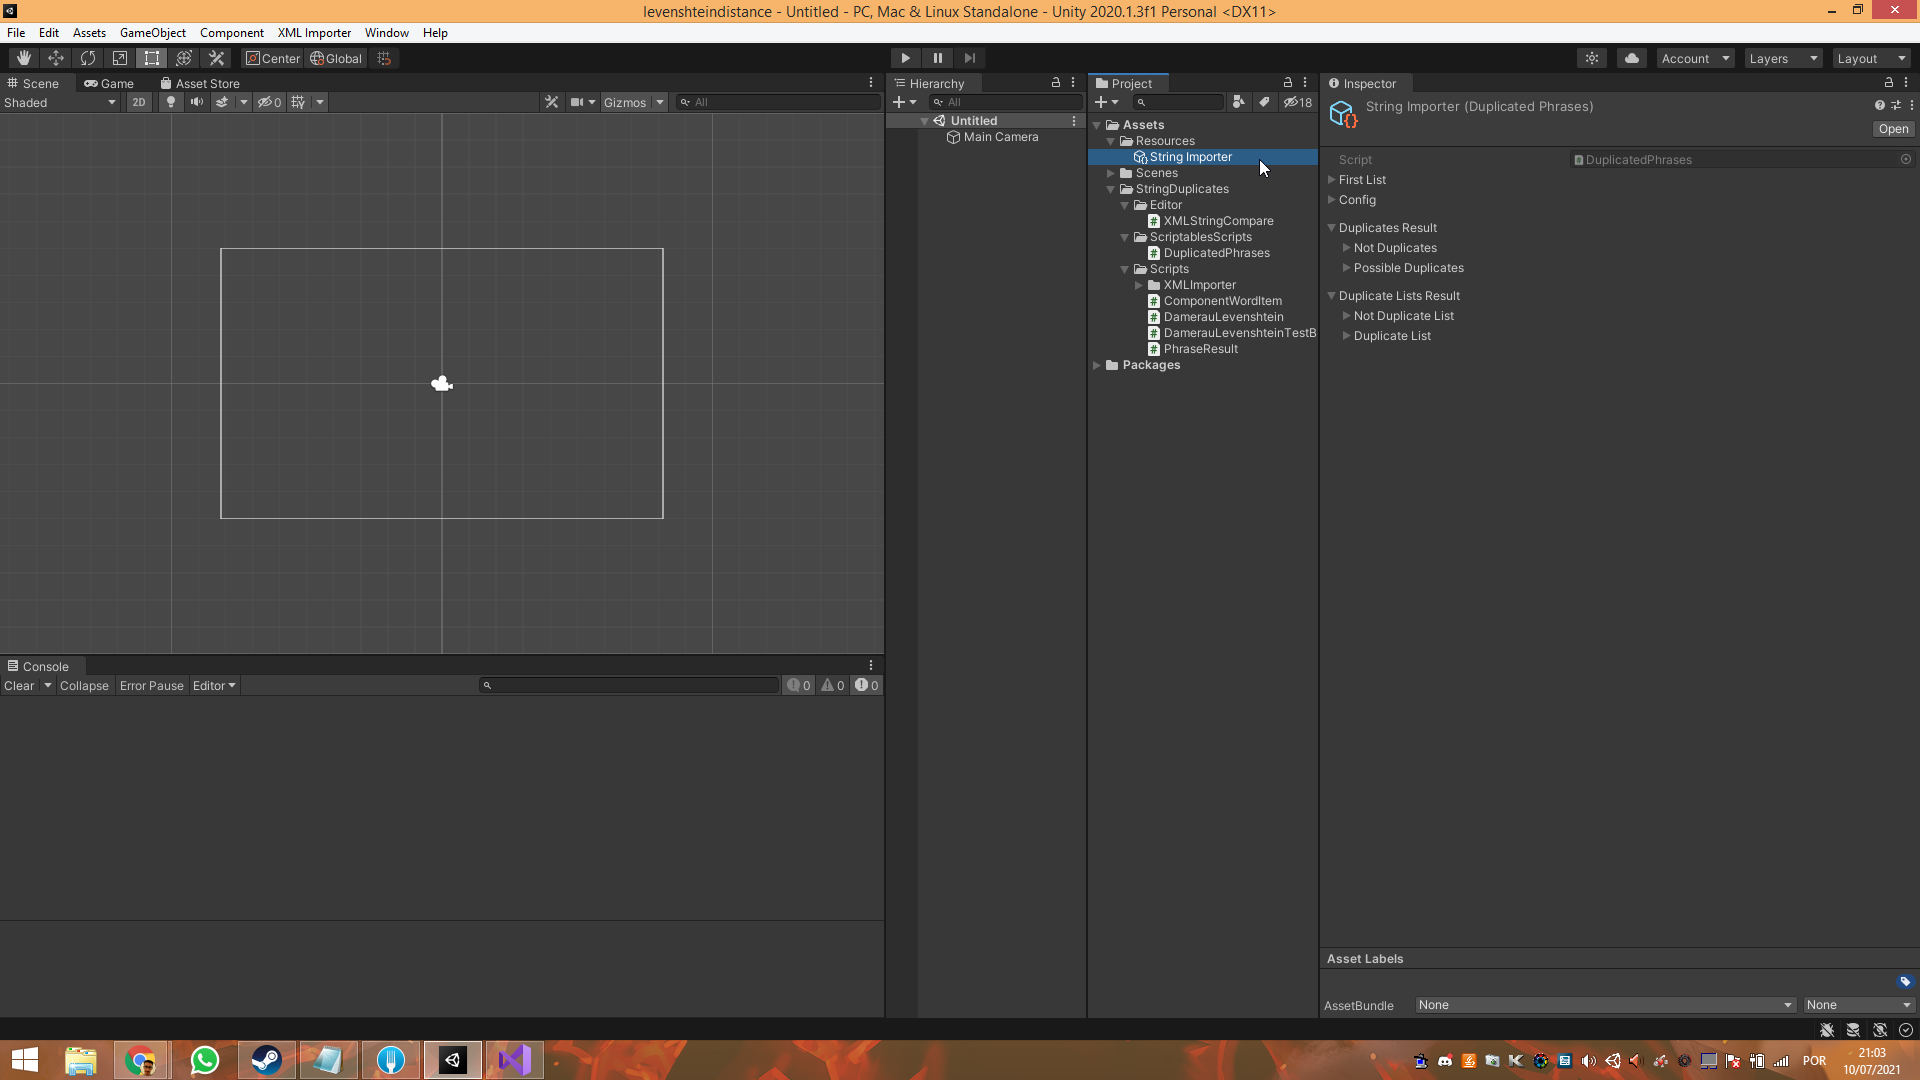 levenshteindistance - Untitled - PC, Mac & Linux Standalone - Unity 2020.1.3f1 Personal <DX11>
File Edit Assets GameObject Component XML Importer Window Help
Center Global Account Layers Layout
Scene Game Asset Store
Shaded 2D 0 Gizmos All
Hierarchy
All
Untitled
Main Camera
Project
18
Assets
Resources
String Importer
Scenes
StringDuplicates
Editor
XMLStringCompare
ScriptablesScripts
DuplicatedPhrases
Scripts
XMLImporter
ComponentWordItem
DamerauLevenshtein
DamerauLevenshteinTestB
PhraseResult
Packages
Inspector
String Importer (Duplicated Phrases)
Open
Script DuplicatedPhrases
First List
Config
Duplicates Result
Not Duplicates
Possible Duplicates
Duplicate Lists Result
Not Duplicate List
Duplicate List
Asset Labels
AssetBundle None None
Console
Clear Collapse Error Pause Editor 0 0 0
POR
21:03
10/07/2021